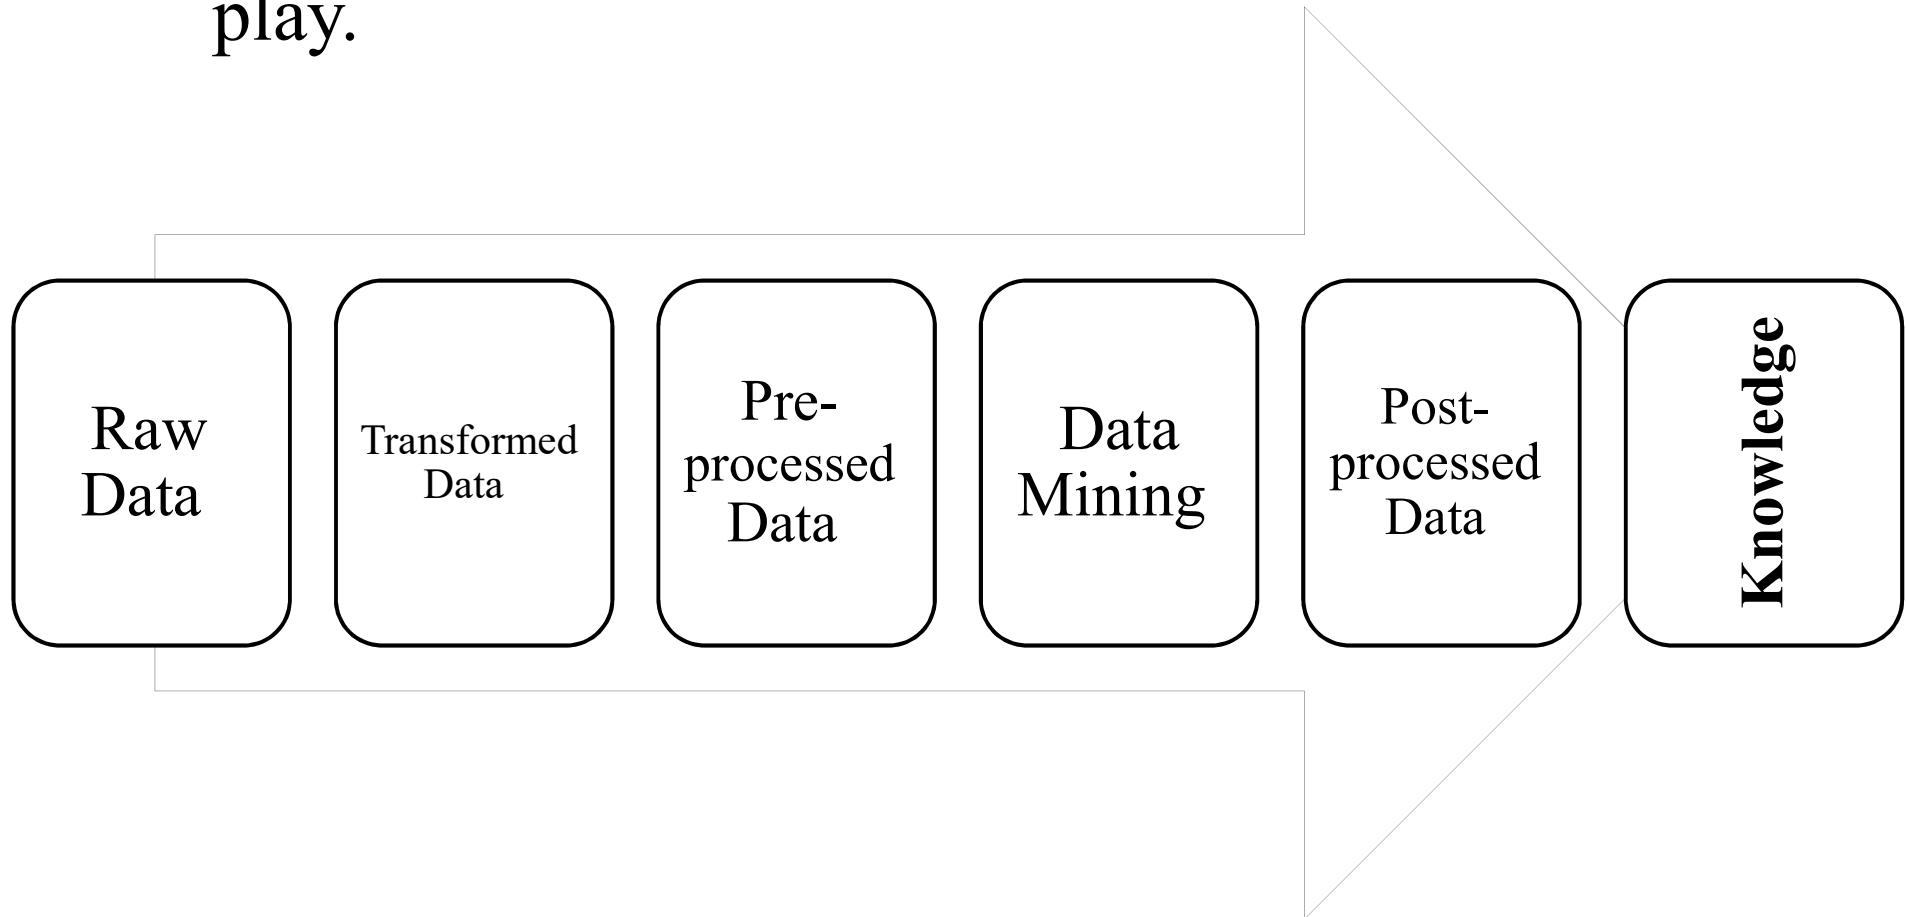 play.
Raw
Data
Transformed
Data
Pre-
processed
Data
Data
Mining
Post-
processed
Data
Knowledge